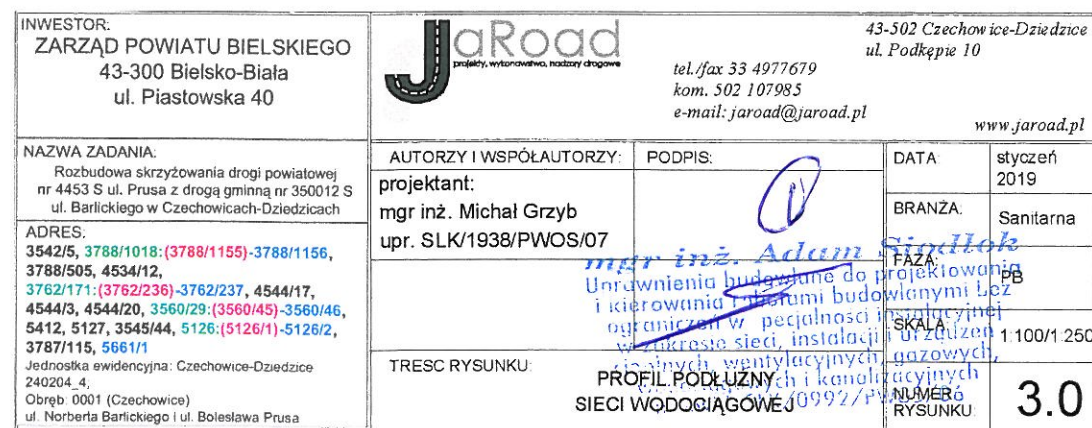 INWESTOR:
ZARZĄD POWIATU BIELSKIEGO
43-300 Bielsko-Biała
ul. Piastowska 40
JaRoad
projekty, wykonawstwo, nadzory drogowe
43-502 Czechowice-Dziedzice
ul. Podkępie 10
tel./fax 33 4977679
kom. 502 107985
e-mail: jaroad@jaroad.pl
www.jaroad.pl
NAZWA ZADANIA:
Rozbudowa skrzyżowania drogi powiatowej
nr 4453 S ul. Prusa z drogą gminną nr 350012 S
ul. Barlickiego w Czechowicach-Dziedzicach
ADRES:
3542/5, 3788/1018:(3788/1155)-3788/1156,
3788/505, 4534/12,
3762/171:(3762/236)-3762/237, 4544/17,
4544/3, 4544/20, 3560/29:(3560/45)-3560/46,
5412, 5127, 3545/44, 5126:(5126/1)-5126/2,
3787/115, 5661/1
Jednostka ewidencyjna: Czechowice-Dziedzice
240204_4,
Obręb: 0001 (Czechowice)
ul. Norberta Barlickiego i ul. Bolesława Prusa
AUTORZY I WSPÓŁAUTORZY:
PODPIS:
projektant:
mgr inż. Michał Grzyb
upr. SLK/1938/PWOS/07
mgr inż. Adam Siodłok
Uprawnienia budowlane do projektowania
i kierowania robotami budowlanymi bez
ograniczeń w specjalności instalacyjnej
w zakresie sieci, instalacji i urządzeń
wentylacyjnych, gazowych,
i kanalizacyjnych
/0992/PWOS/
DATA:
styczeń
2019
BRANŻA:
Sanitarna
FAZA:
PB
SKALA
1:100/1:250
TRESC RYSUNKU:
PROFIL PODŁUŻNY
SIECI WODOCIĄGOWEJ
NUMER
RYSUNKU:
3.0